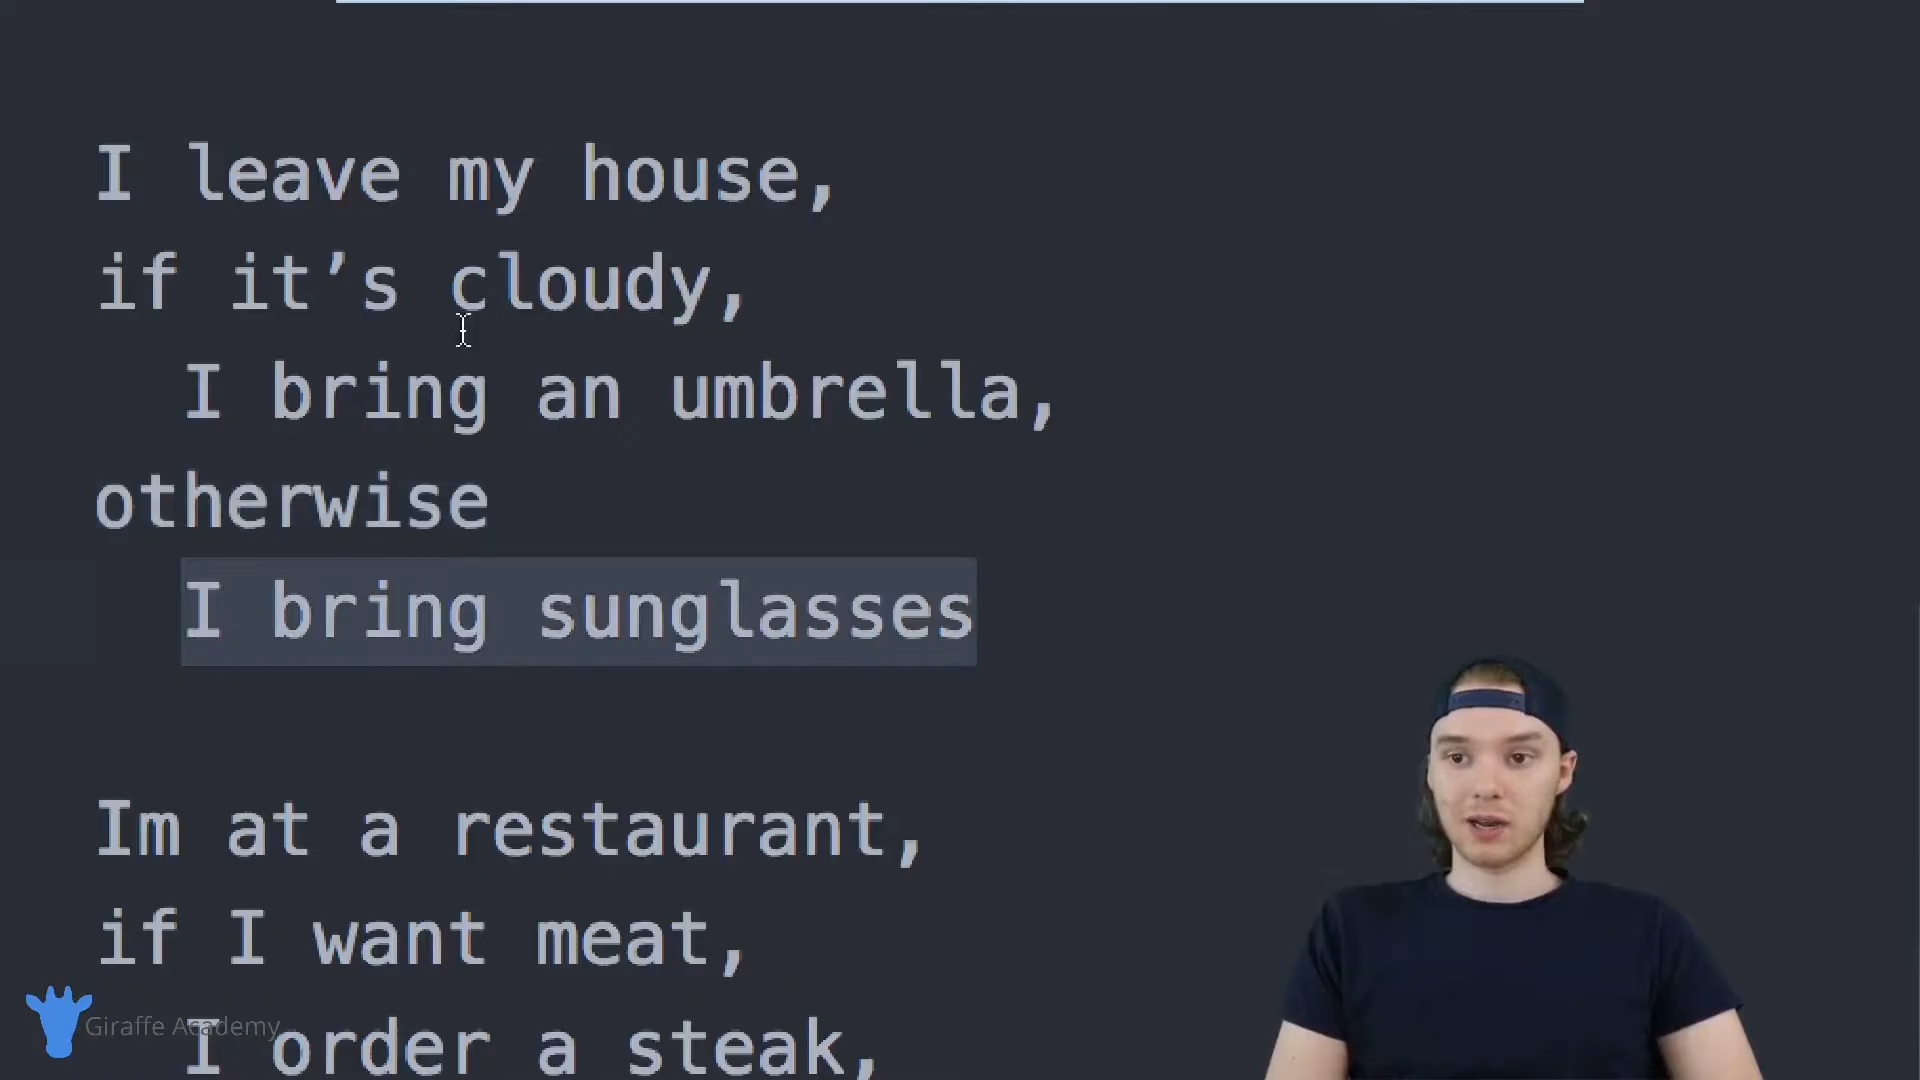 I leave my house,
if it’s cloudy,
I bring an umbrella,
otherwise
I bring sunglasses
Im at a restaurant,
if I want meat,
I order a steak,
Giraffe Academy